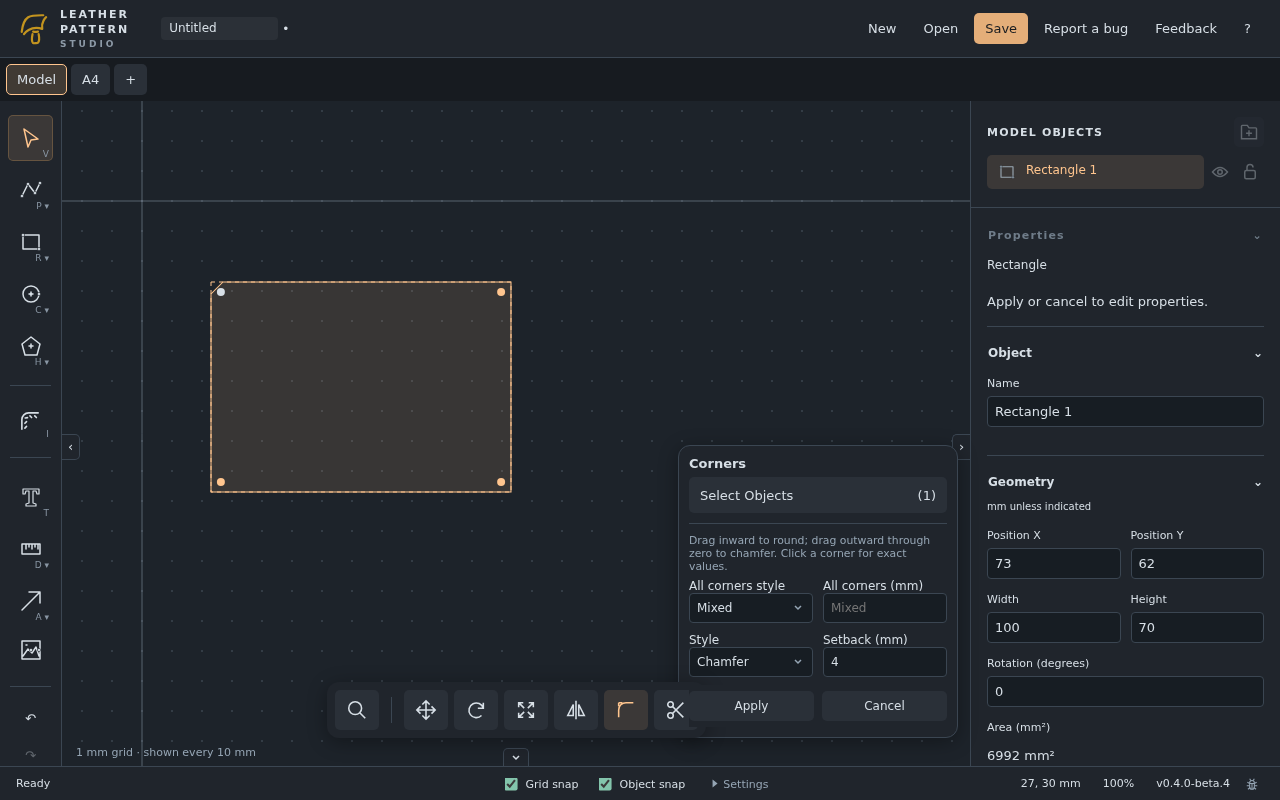 LEATHER
PATTERN
STUDIO
Untitled •
New Open Save Report a bug Feedback ?
Model A4 +
V
P ▾
R ▾
C ▾
H ▾
I
T
D ▾
A ▾
MODEL OBJECTS
Rectangle 1
Properties
Rectangle
Apply or cancel to edit properties.
Object
Name
Rectangle 1
Geometry
mm unless indicated
Position X Position Y
73 62
Width Height
100 70
Rotation (degrees)
0
Area (mm²)
6992 mm²
Corners
Select Objects (1)
Drag inward to round; drag outward through
zero to chamfer. Click a corner for exact
values.
All corners style All corners (mm)
Mixed Mixed
Style Setback (mm)
Chamfer 4
Apply Cancel
1 mm grid · shown every 10 mm
Ready Grid snap Object snap Settings 27, 30 mm 100% v0.4.0-beta.4